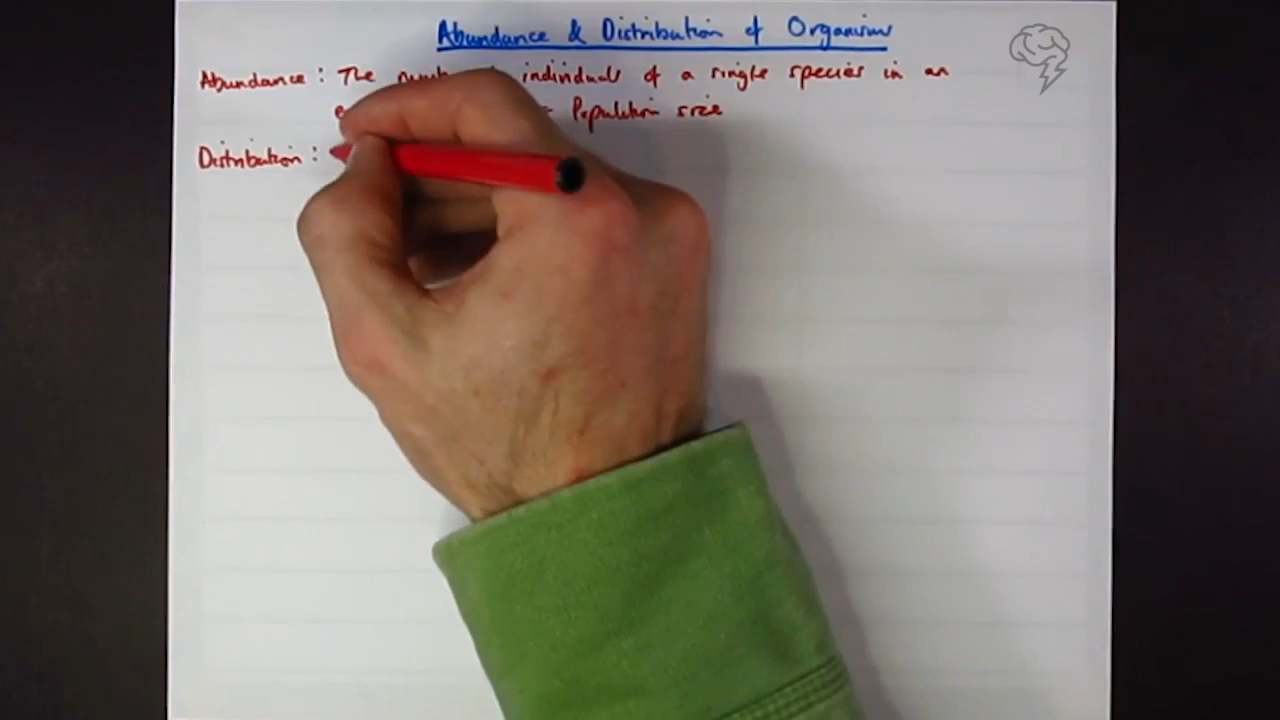 Abundance & Distribution of Organisms
Abundance : The individuals of a single species in an
= Population size
Distribution :